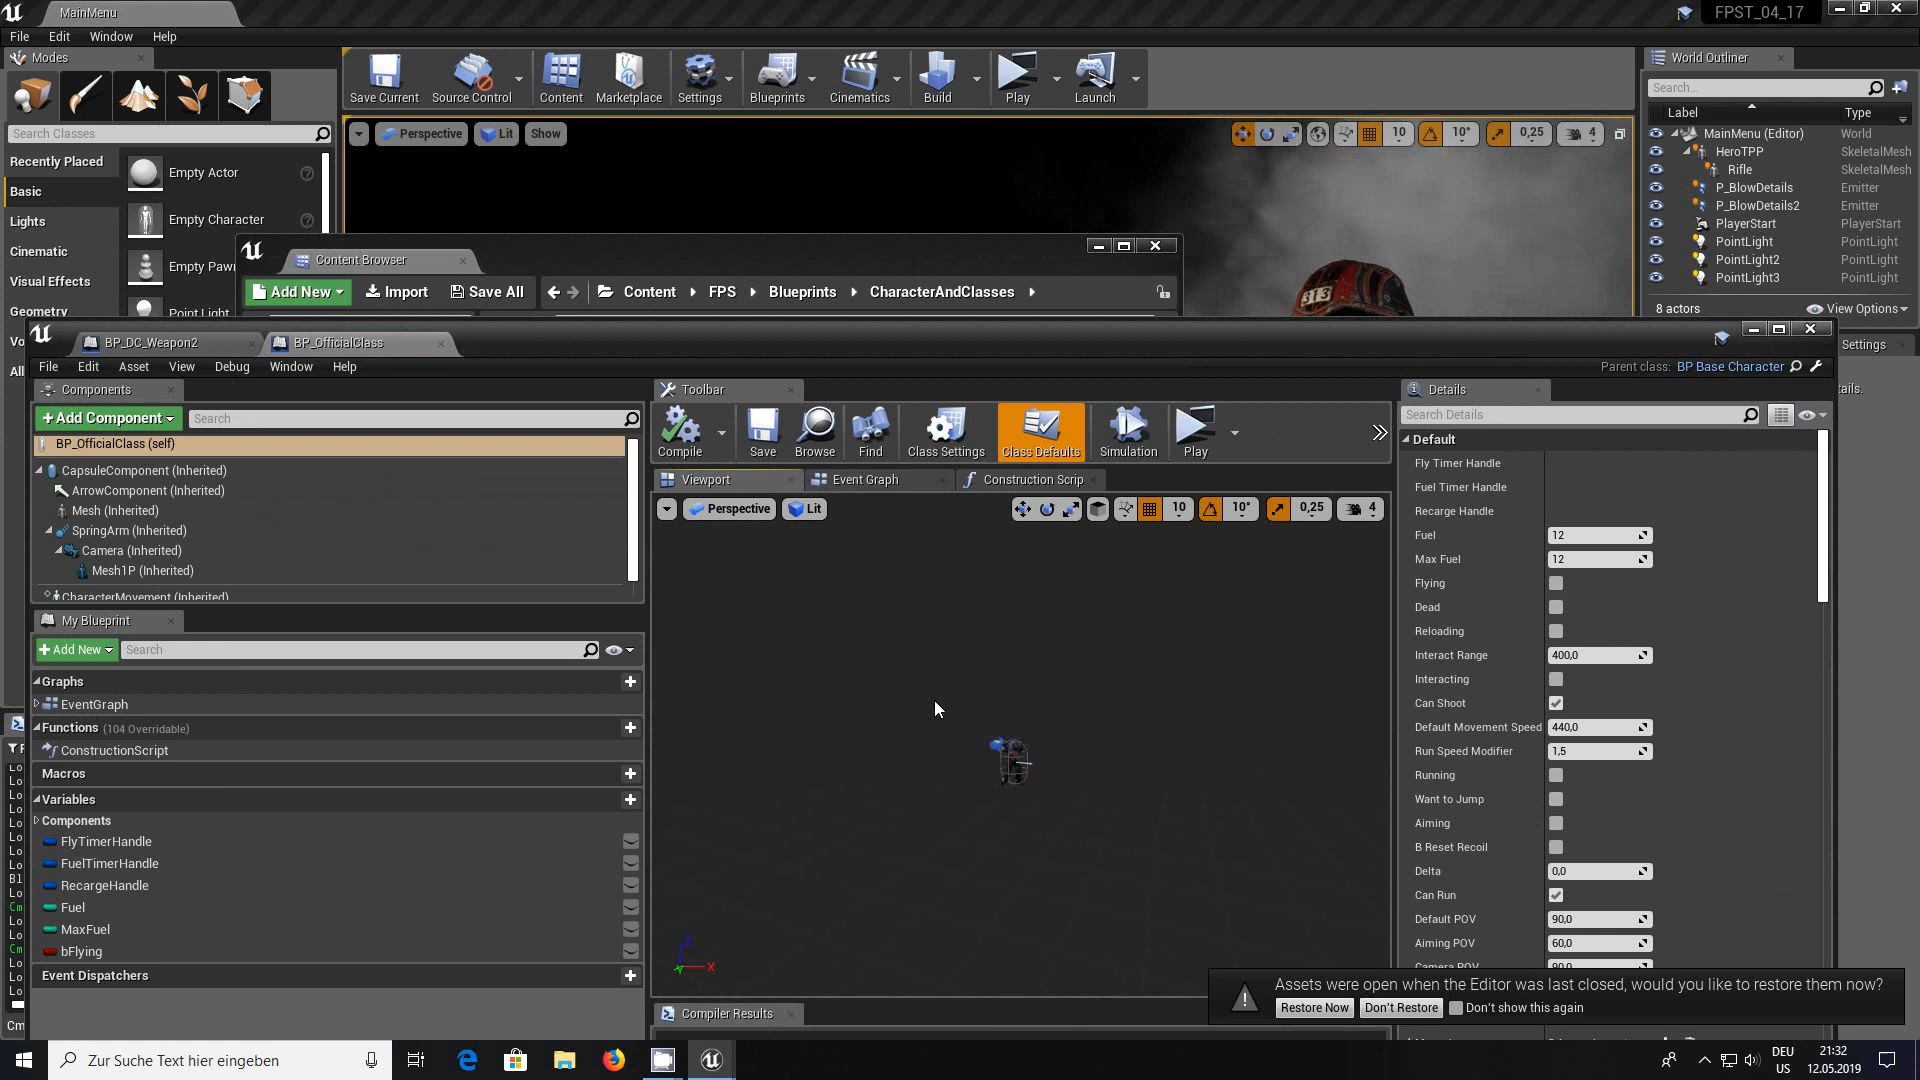 MainMenu
FPST_04_17
File Edit Window Help
Modes
Search Classes
Recently Placed
Basic
Lights
Cinematic
Visual Effects
Geometry
Empty Actor
Empty Character
Empty Pawn
Point Light
Save Current Source Control Content Marketplace Settings Blueprints Cinematics Build Play Launch
Perspective Lit Show
10 10° 0,25 4
313
World Outliner
Search...
Label Type
MainMenu (Editor) World
HeroTPP SkeletalMesh
Rifle SkeletalMesh
P_BlowDetails Emitter
P_BlowDetails2 Emitter
PlayerStart PlayerStart
PointLight PointLight
PointLight2 PointLight
PointLight3 PointLight
8 actors View Options
Settings
Content Browser
Add New Import Save All Content FPS Blueprints CharacterAndClasses
BP_DC_Weapon2 BP_OfficialClass
File Edit Asset View Debug Window Help
Parent class: BP Base Character
Components
+Add Component Search
BP_OfficialClass (self)
CapsuleComponent (Inherited)
ArrowComponent (Inherited)
Mesh (Inherited)
SpringArm (Inherited)
Camera (Inherited)
Mesh1P (Inherited)
CharacterMovement (Inherited)
My Blueprint
+Add New Search
Graphs
EventGraph
Functions (104 Overridable)
ConstructionScript
Macros
Variables
Components
FlyTimerHandle
FuelTimerHandle
RecargeHandle
Fuel
MaxFuel
bFlying
Event Dispatchers
Toolbar
Compile Save Browse Find Class Settings Class Defaults Simulation Play
Viewport Event Graph Construction Scrip
Perspective Lit
10 10° 0,25 4
Z
Y X
Compiler Results
Details
Search Details
Default
Fly Timer Handle
Fuel Timer Handle
Recarge Handle
Fuel 12
Max Fuel 12
Flying
Dead
Reloading
Interact Range 400,0
Interacting
Can Shoot
Default Movement Speed 440,0
Run Speed Modifier 1,5
Running
Want to Jump
Aiming
B Reset Recoil
Delta 0,0
Can Run
Default POV 90,0
Aiming POV 60,0
Camera POV 90,0
Assets were open when the Editor was last closed, would you like to restore them now?
Restore Now Don't Restore Don't show this again
Zur Suche Text hier eingeben
DEU
US
21:32
12.05.2019